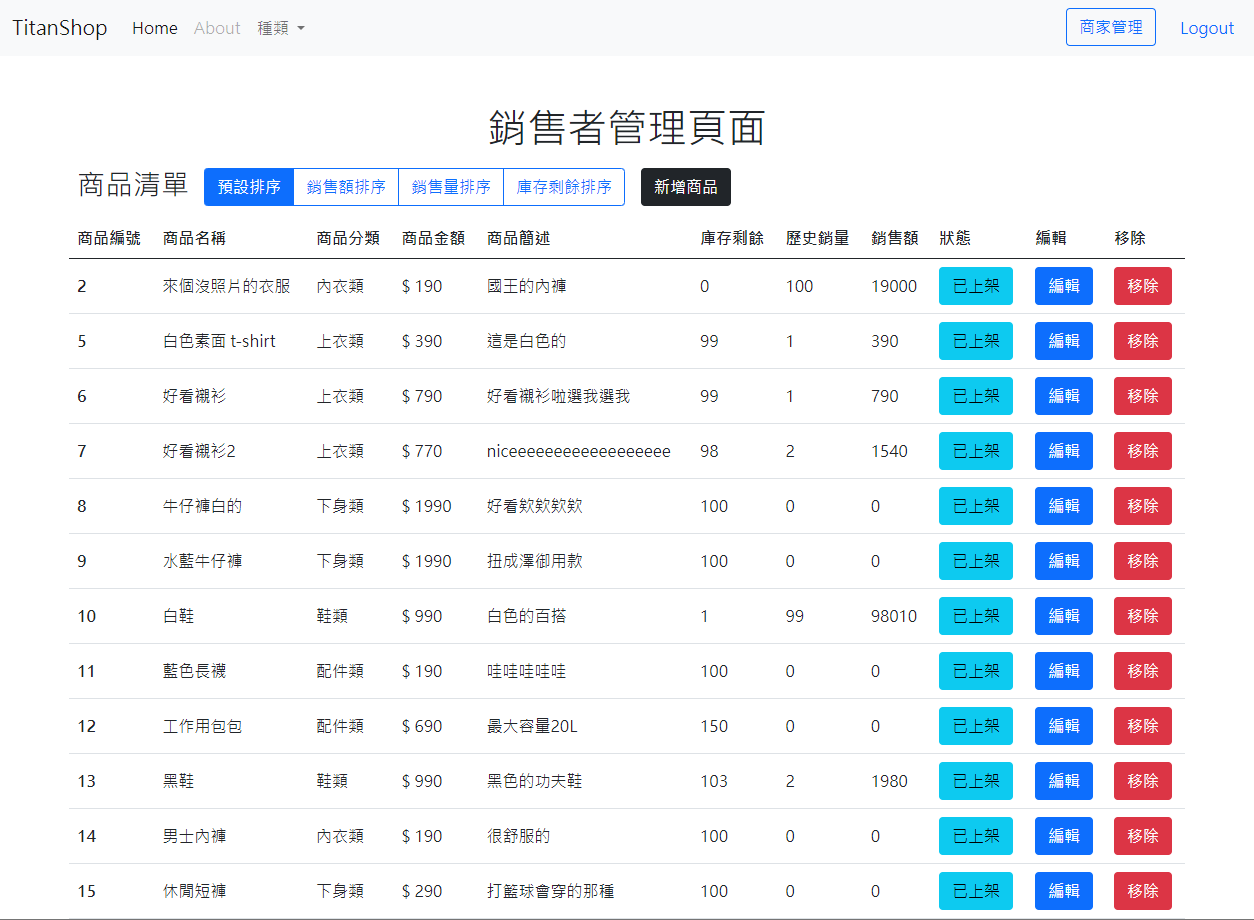 TitanShop Home About 種類 商家管理 Logout
銷售者管理頁面
商品清單 預設排序 銷售額排序 銷售量排序 庫存剩餘排序 新增商品
商品編號 商品名稱 商品分類 商品金額 商品簡述 庫存剩餘 歷史銷量 銷售額 狀態 編輯 移除
2 來個沒照片的衣服 內衣類 $ 190 國王的內褲 0 100 19000 已上架 編輯 移除
5 白色素面 t-shirt 上衣類 $ 390 這是白色的 99 1 390 已上架 編輯 移除
6 好看襯衫 上衣類 $ 790 好看襯衫啦選我選我 99 1 790 已上架 編輯 移除
7 好看襯衫2 上衣類 $ 770 niceeeeeeeeeeeeeeeeee 98 2 1540 已上架 編輯 移除
8 牛仔褲白的 下身類 $ 1990 好看欸欸欸欸 100 0 0 已上架 編輯 移除
9 水藍牛仔褲 下身類 $ 1990 扭成澤御用款 100 0 0 已上架 編輯 移除
10 白鞋 鞋類 $ 990 白色的百搭 1 99 98010 已上架 編輯 移除
11 藍色長襪 配件類 $ 190 哇哇哇哇哇 100 0 0 已上架 編輯 移除
12 工作用包包 配件類 $ 690 最大容量20L 150 0 0 已上架 編輯 移除
13 黑鞋 鞋類 $ 990 黑色的功夫鞋 103 2 1980 已上架 編輯 移除
14 男士內褲 內衣類 $ 190 很舒服的 100 0 0 已上架 編輯 移除
15 休閒短褲 下身類 $ 290 打籃球會穿的那種 100 0 0 已上架 編輯 移除